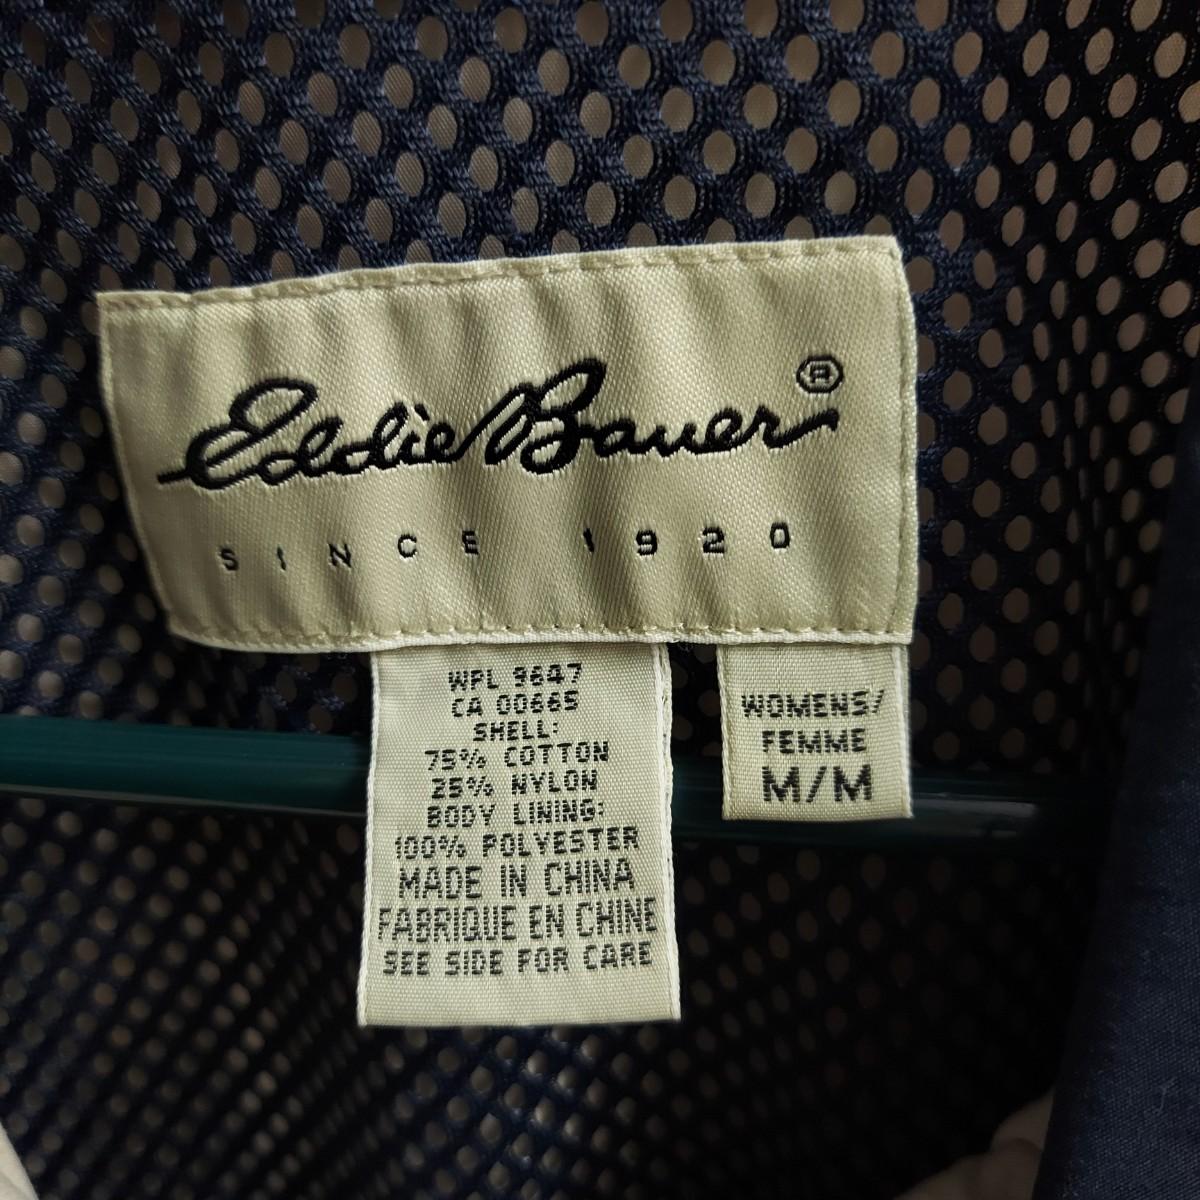 Eddie Bauer ®
SINCE 1920
WPL 9647
CA 00665
SHELL:
75% COTTON
25% NYLON
BODY LINING:
100% POLYESTER
MADE IN CHINA
FABRIQUE EN CHINE
SEE SIDE FOR CARE
WOMENS/
FEMME
M/M